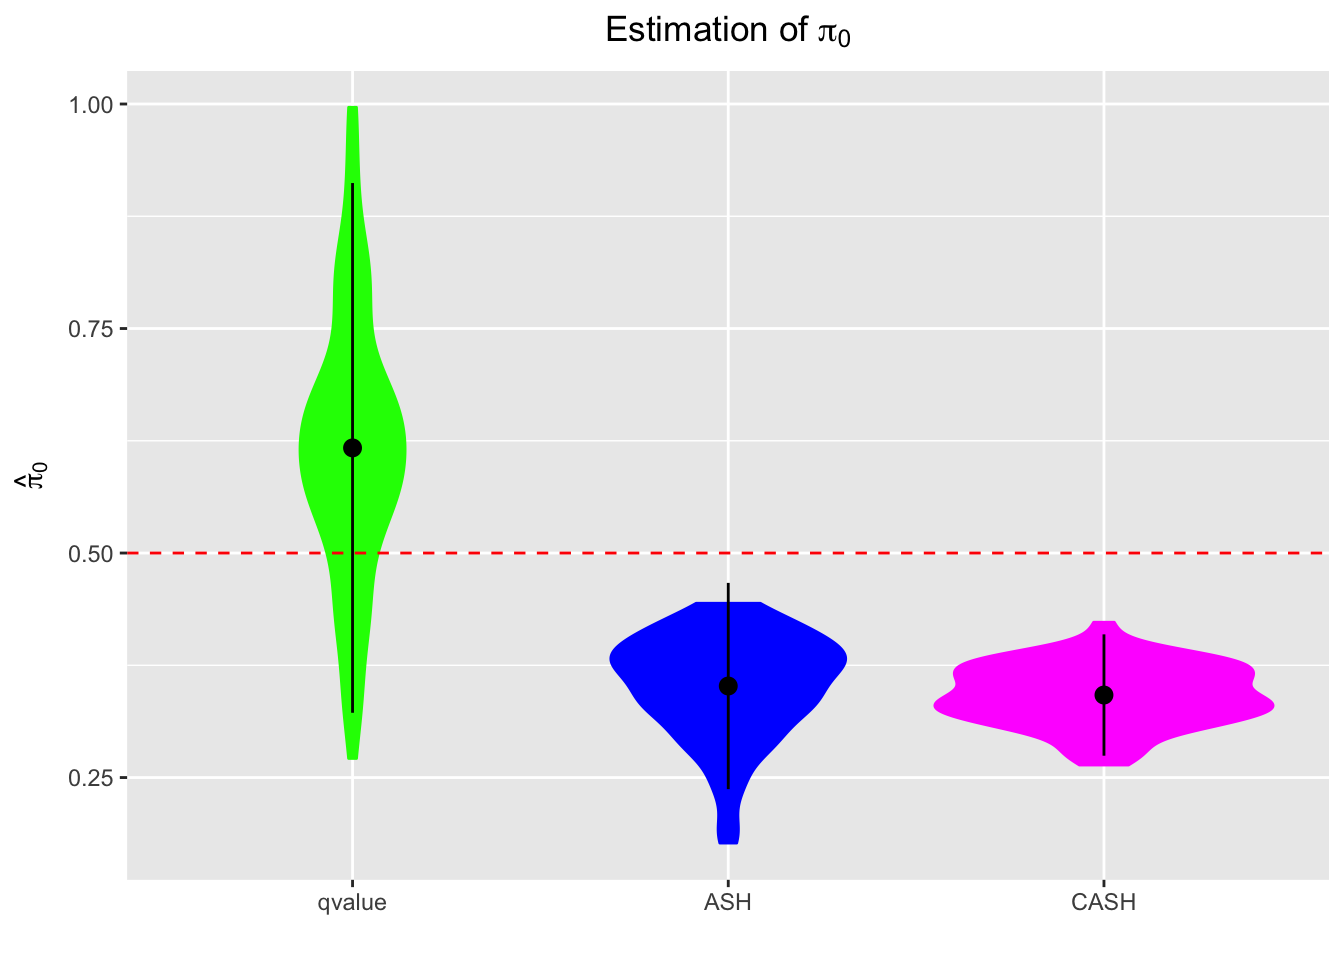 Estimation of π₀
π̂₀
1.00
0.75
0.50
0.25
qvalue
ASH
CASH